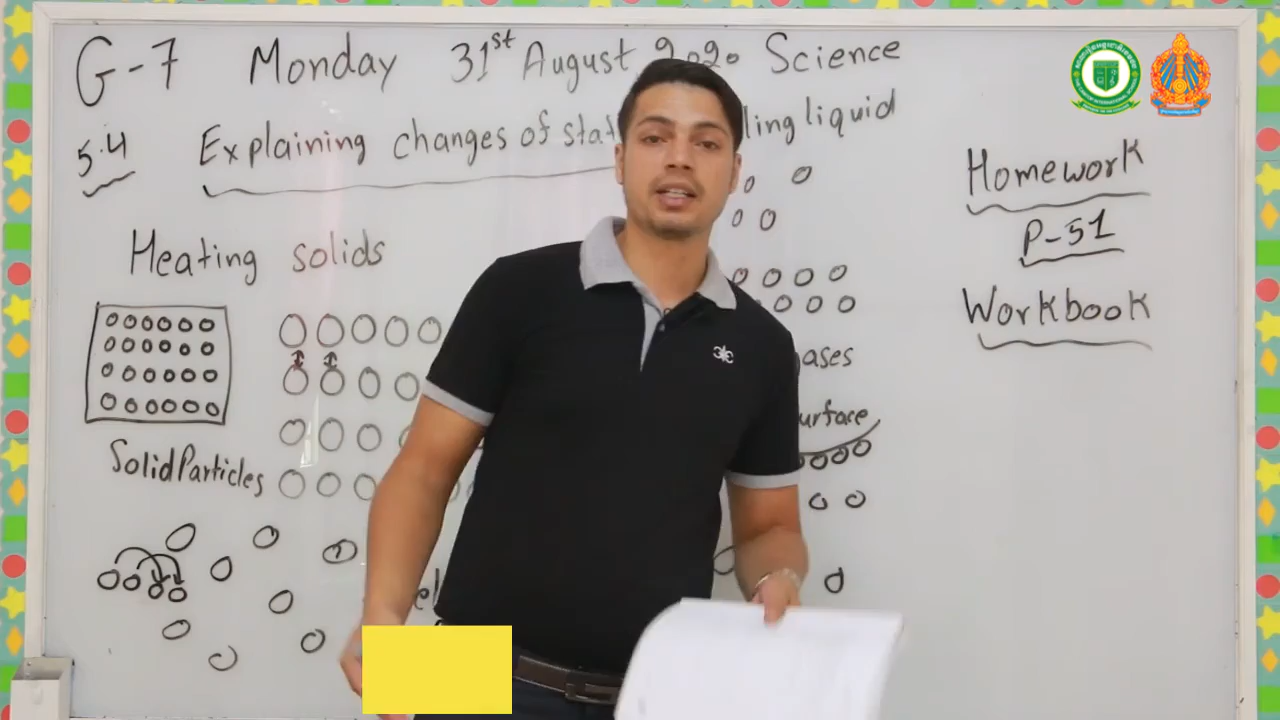 G-7 Monday 31st August 2020 Science
5.4 Explaining changes of stat ling liquid
Heating solids
Solid Particles
ases
urface
Homework
P-51
Workbook